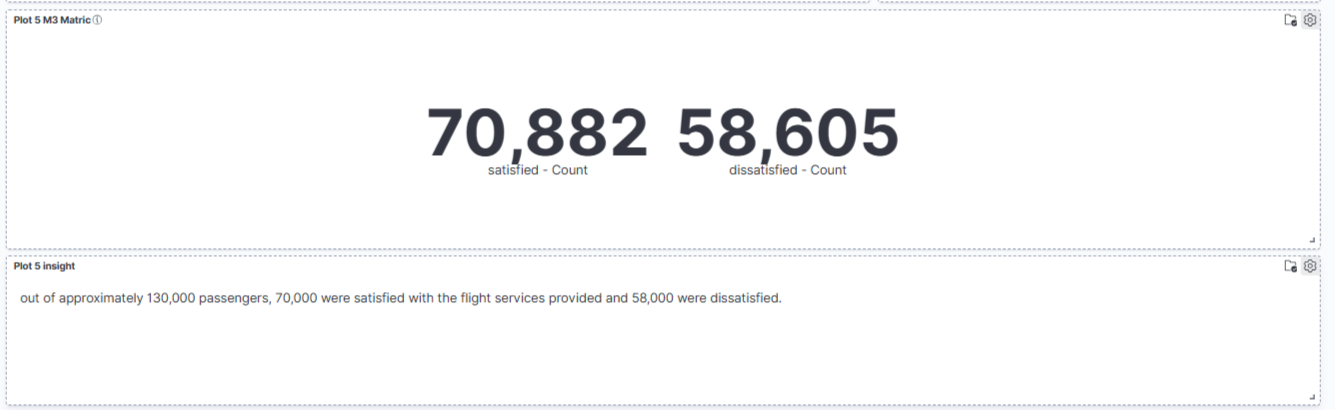 Plot 5 M3 Matric
70,882 58,605
satisfied - Count dissatisfied - Count
Plot 5 insight
out of approximately 130,000 passengers, 70,000 were satisfied with the flight services provided and 58,000 were dissatisfied.